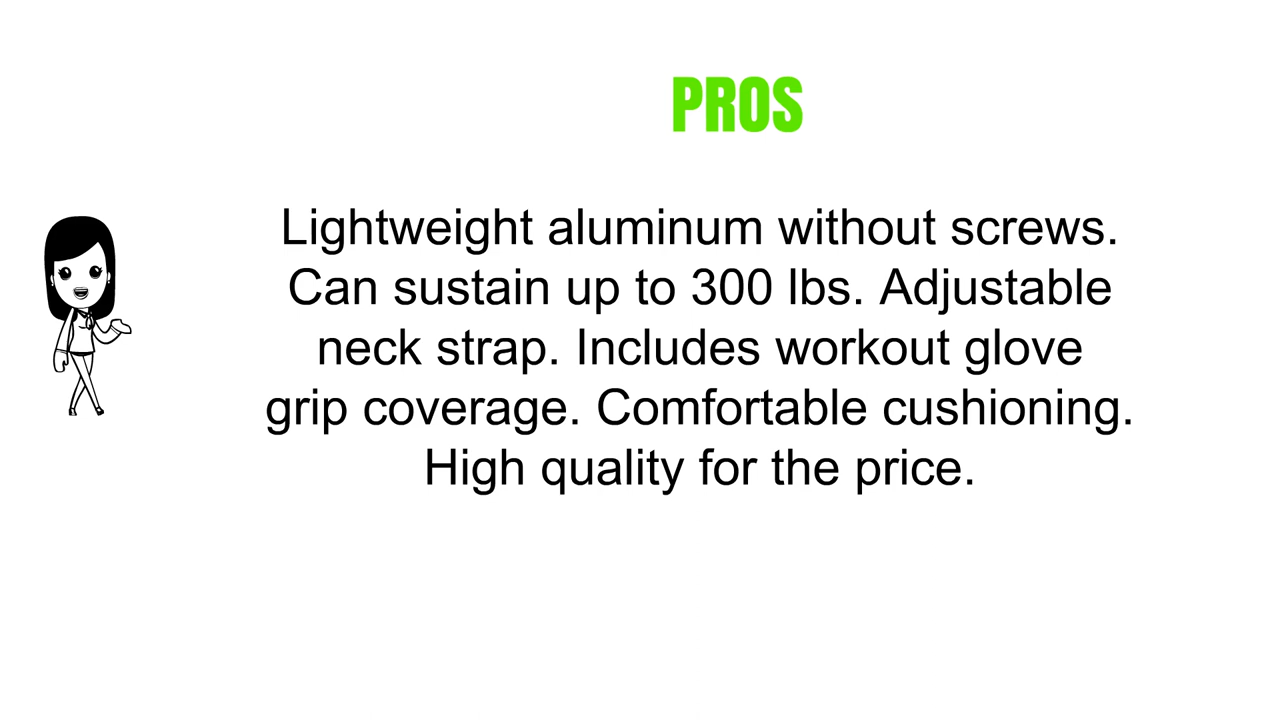 PROS
Lightweight aluminum without screws.
Can sustain up to 300 lbs. Adjustable
neck strap. Includes workout glove
grip coverage. Comfortable cushioning.
High quality for the price.